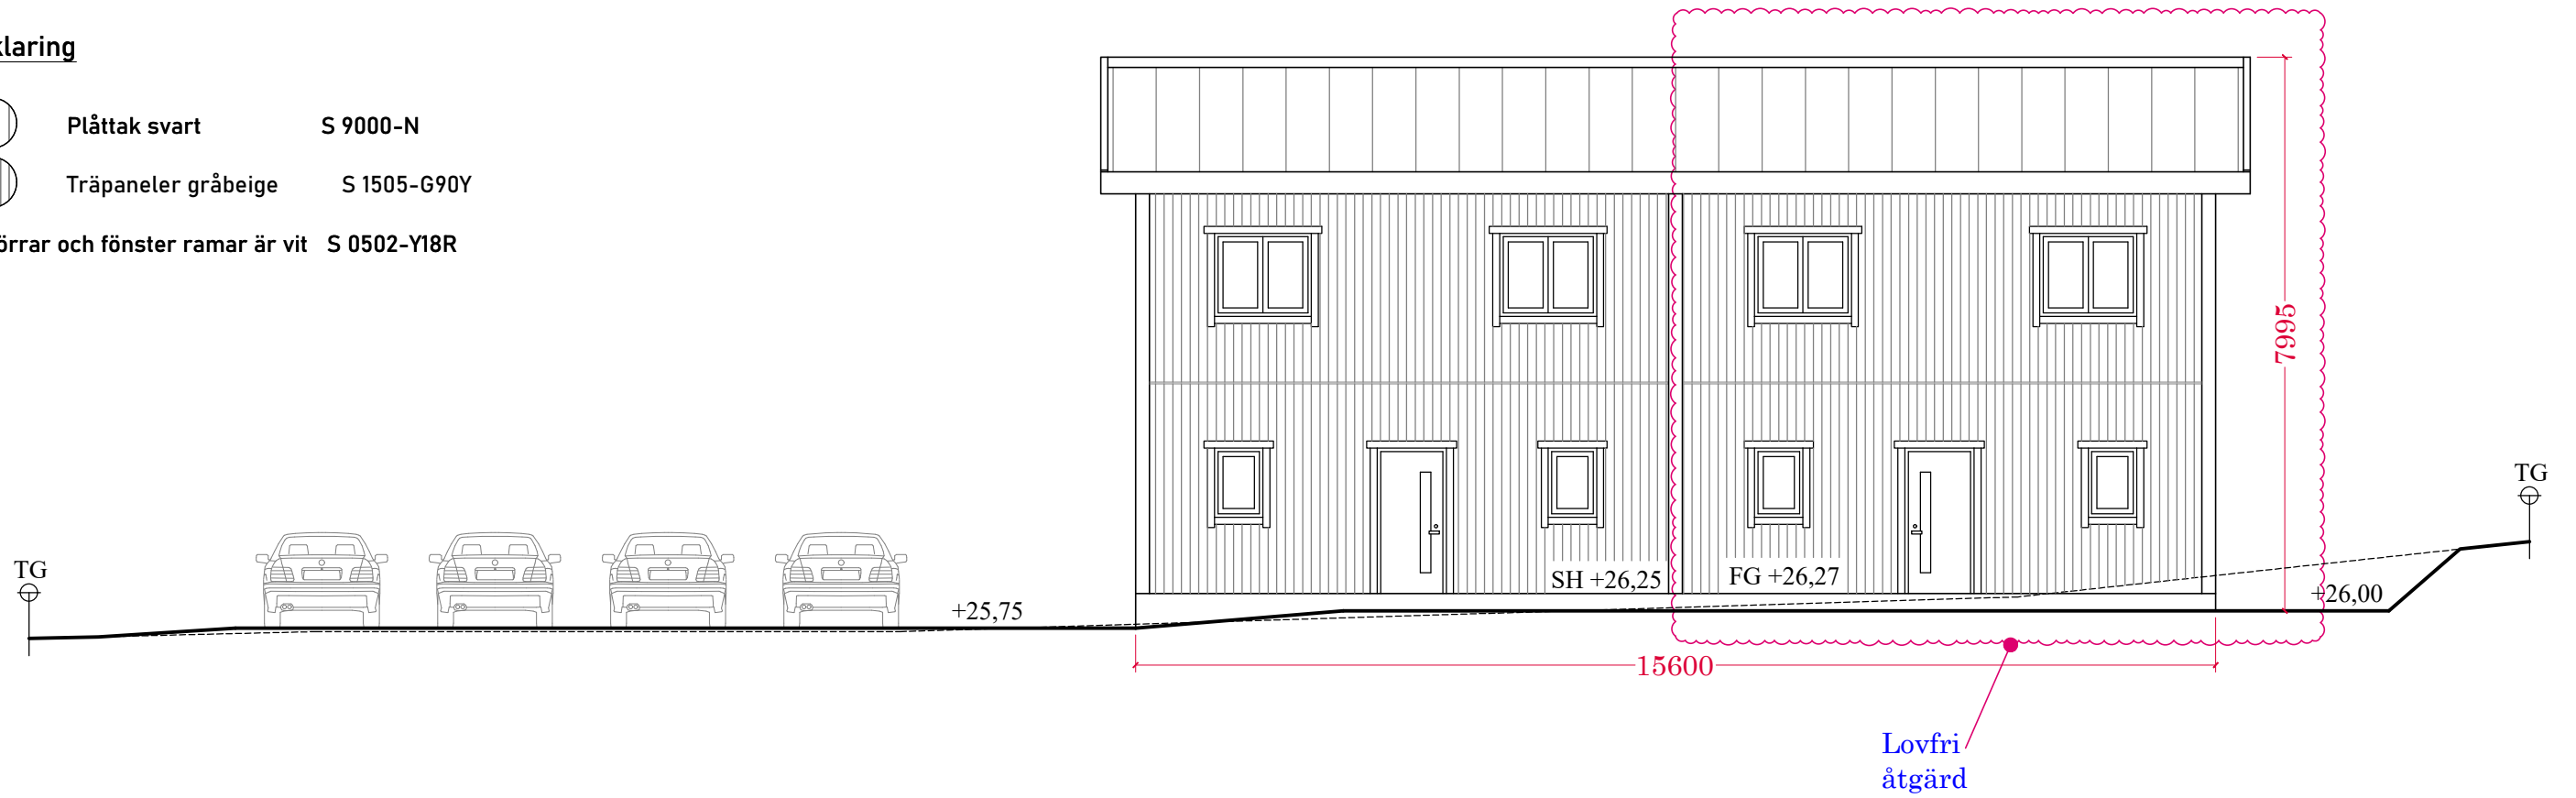 klaring
Plåttak svart S 9000-N
Träpaneler gråbeige S 1505-G90Y
örrar och fönster ramar är vit S 0502-Y18R
7995
TG
TG
SH +26,25
FG +26,27
+26,00
+25,75
15600
Lovfri
åtgärd